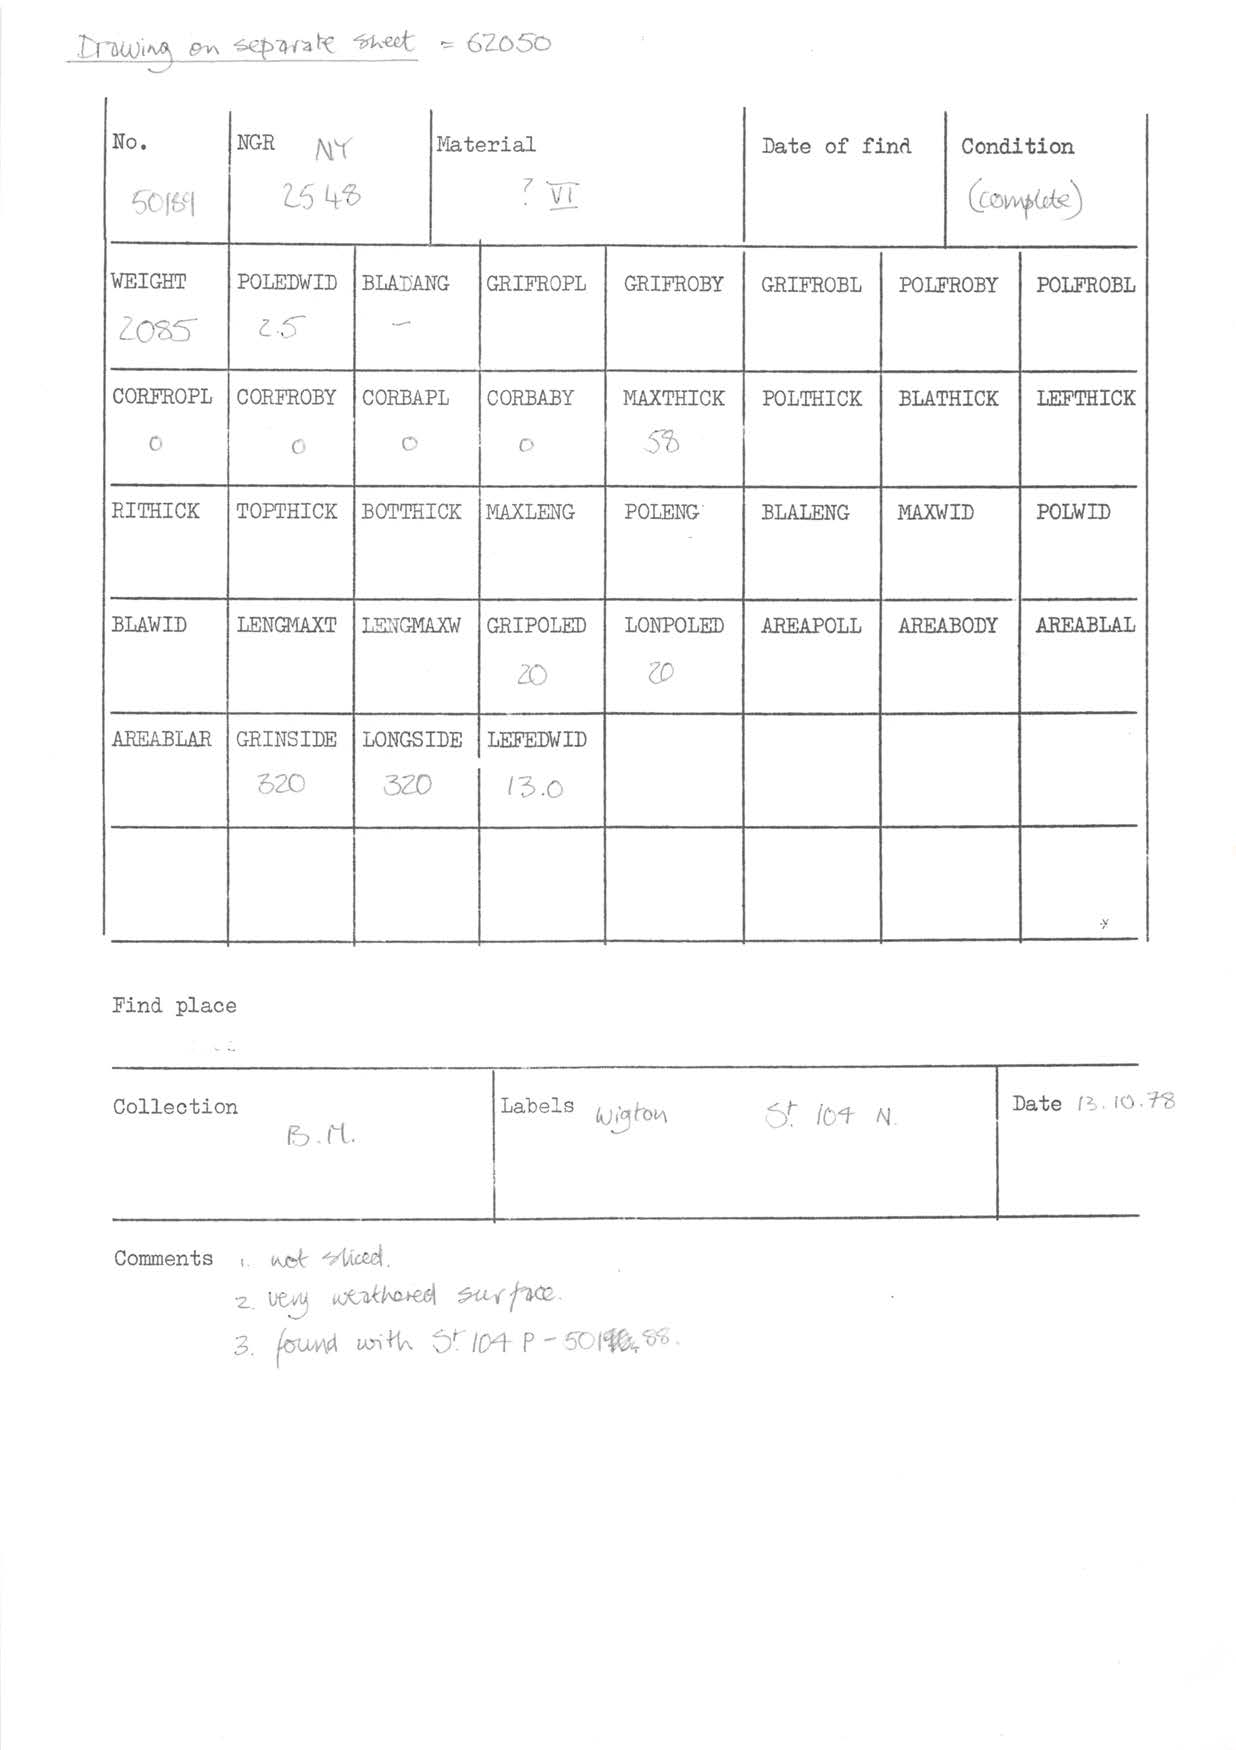 Drawing on separate sheet = 62050
No. NGR NY Material Date of find Condition
50189 2548 ? VI (complete)
WEIGHT POLEDWID BLADANG GRIFROPL GRIFROBY GRIFROBL POLFROBY POLFROBL
2085 2.5 —
CORFROPL CORFROBY CORBAPL CORBABY MAXTHICK POLTHICK BLATHICK LEFTHICK
0 0 0 0 58
RITHICK TOPTHICK BOTTHICK MAXLENG POLENG BLALENG MAXWID POLWID
BLAWID LENGMAXT LENGMAXW GRIPOLED LONPOLED AREAPOLL AREABODY AREABLAL
20 20
AREABLAR GRINSIDE LONGSIDE LEFEDWID
320 320 13.0
Find place
Collection Labels Wigton St. 104 N. Date 13.10.78
B.M.
Comments 1. not sliced.
2. very weathered surface.
3. found with St. 104 P - 501 88.